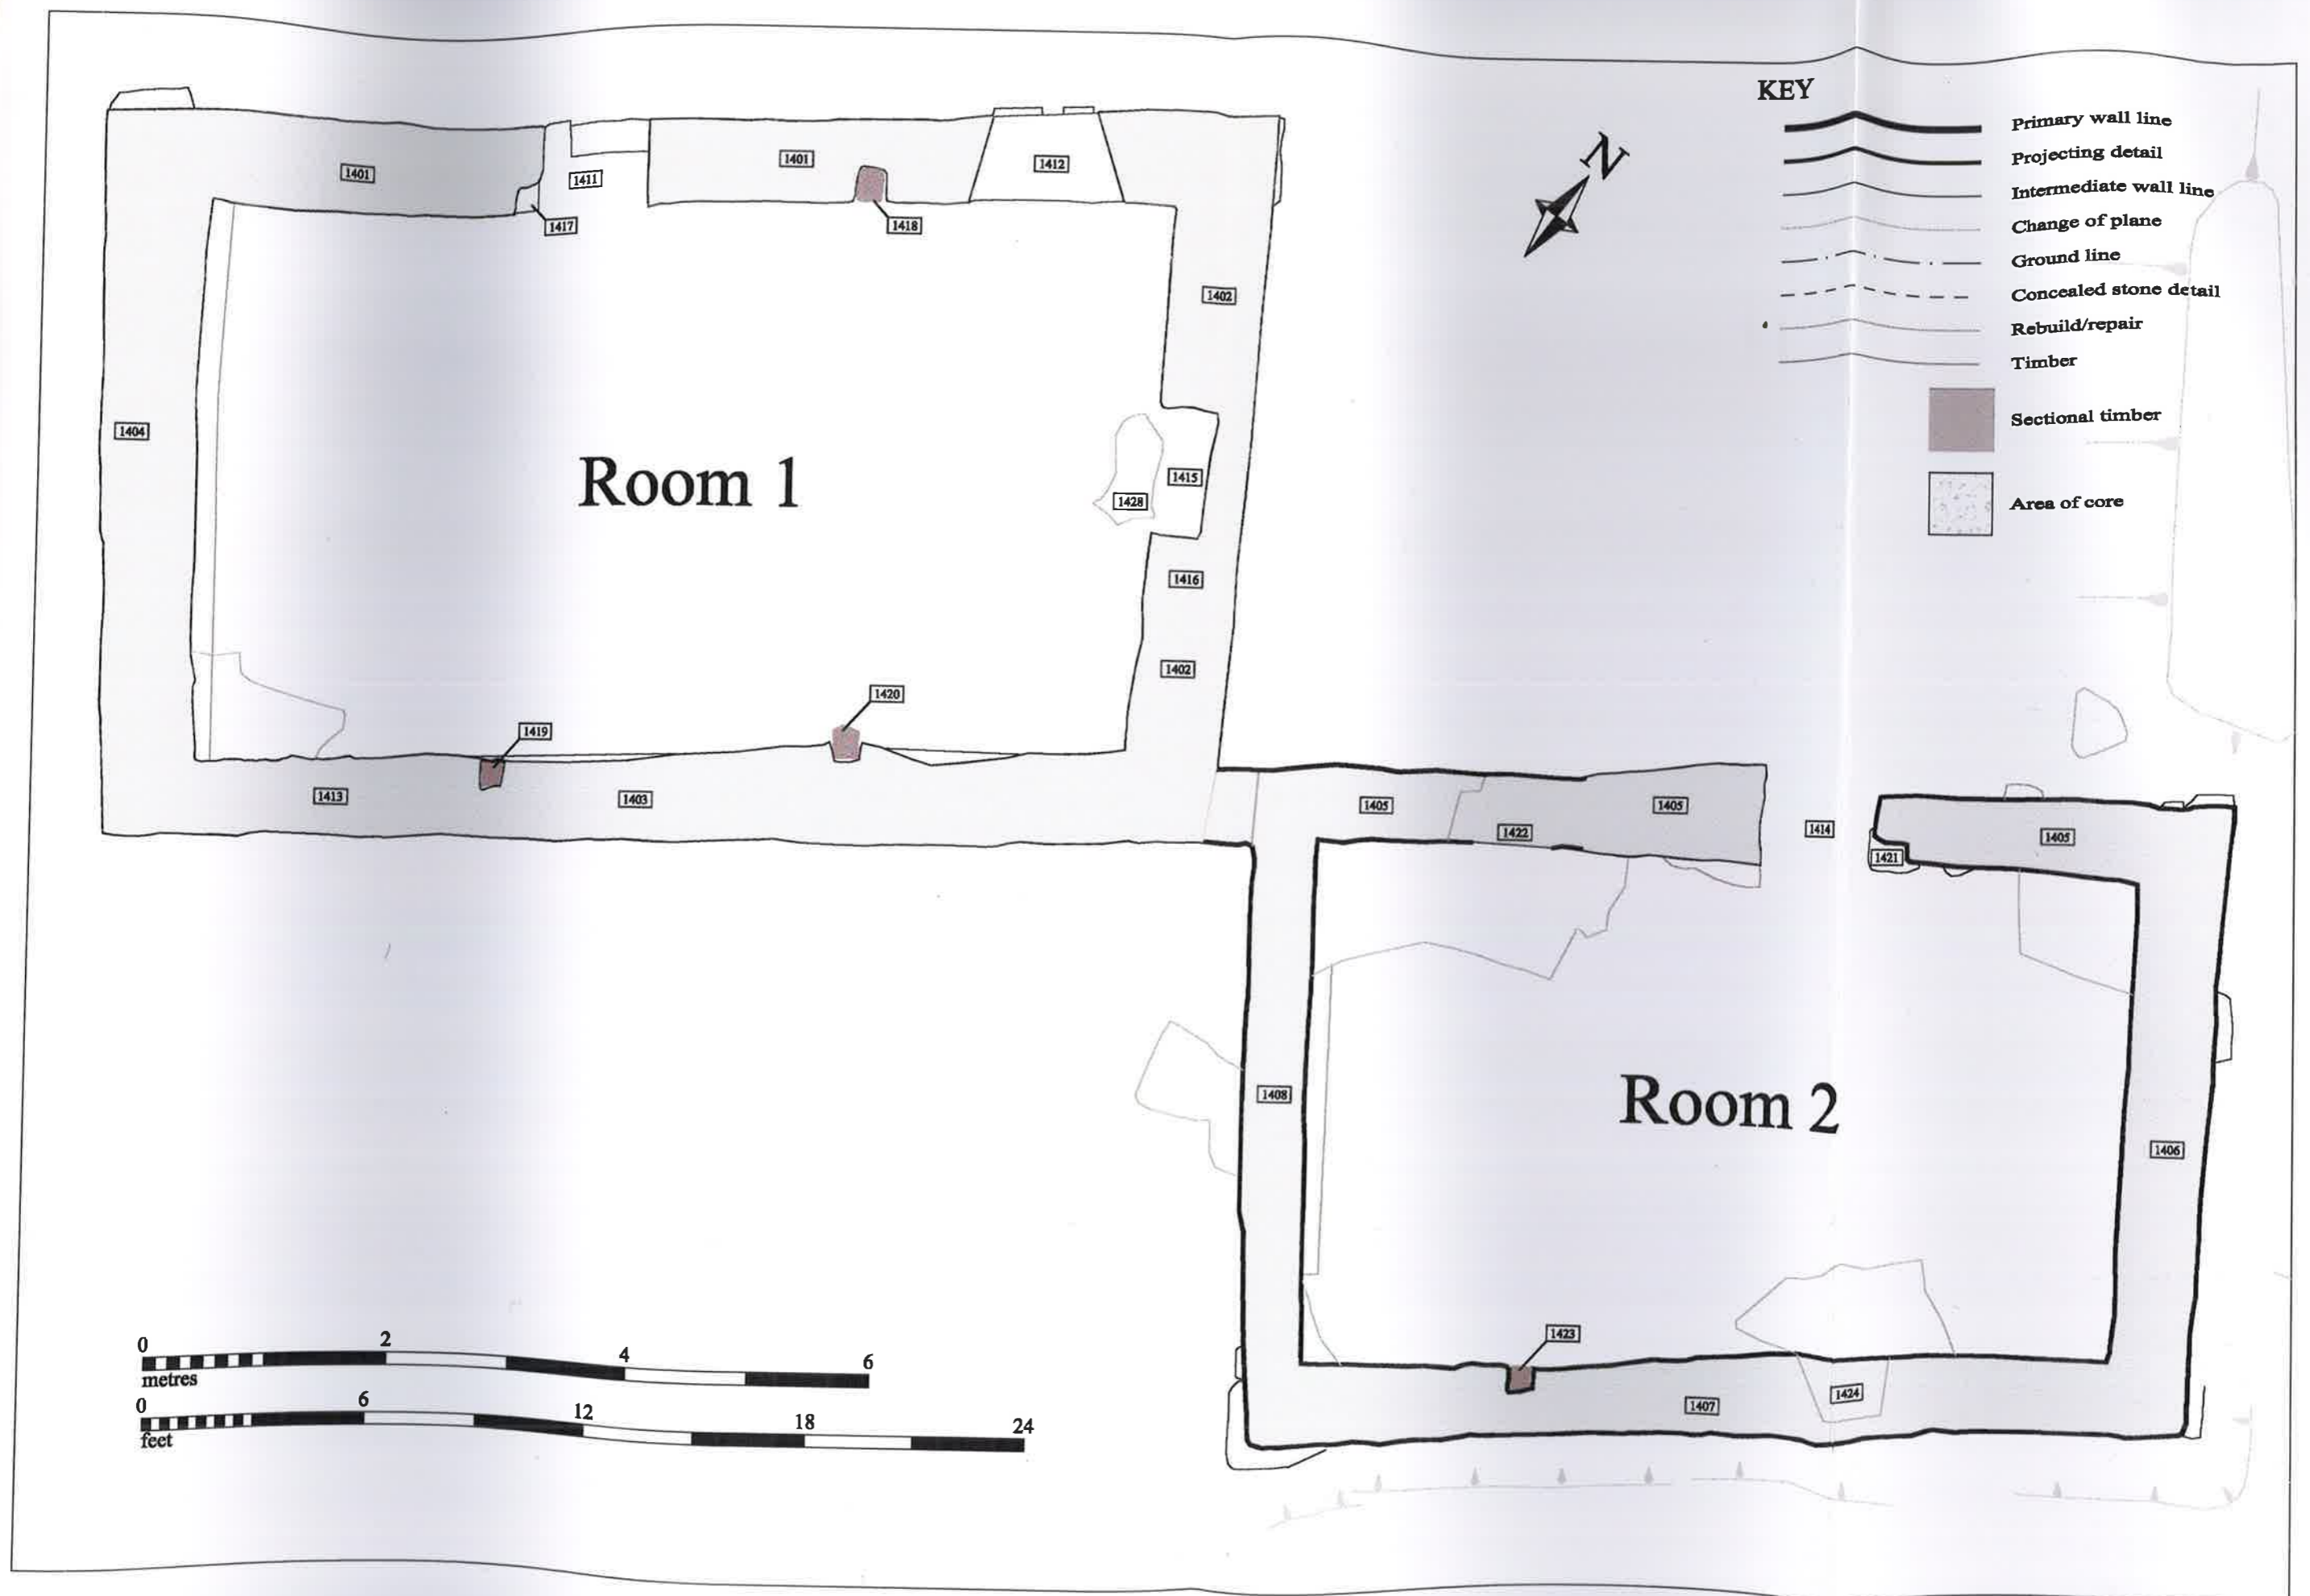 KEY
Primary wall line
Projecting detail
Intermediate wall line
Change of plane
Ground line
Concealed stone detail
Rebuild/repair
Timber
Sectional timber
Area of core
N
1401
1411
1401
1412
1417
1418
1402
1404
Room 1
1415
1428
1416
1402
1420
1419
1413
1403
1405
1422
1405
1414
1421
1405
1408
Room 2
1406
1423
1424
1407
0 2 4 6
metres
0 6 12 18 24
feet